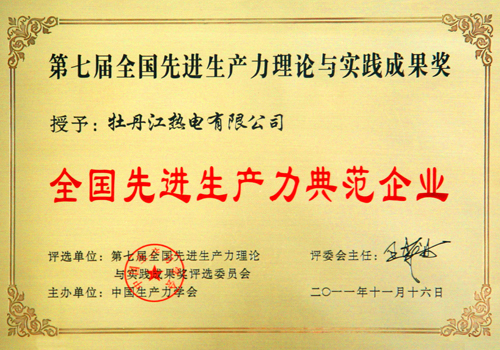 第七届全国先进生产力理论与实践成果奖
授予：牡丹江热电有限公司
全国先进生产力典范企业
评选单位：第七届全国先进生产力理论
与实践成果奖评选委员会
主办单位：中国生产力学会
评委会主任：
二〇一一年十一月十六日